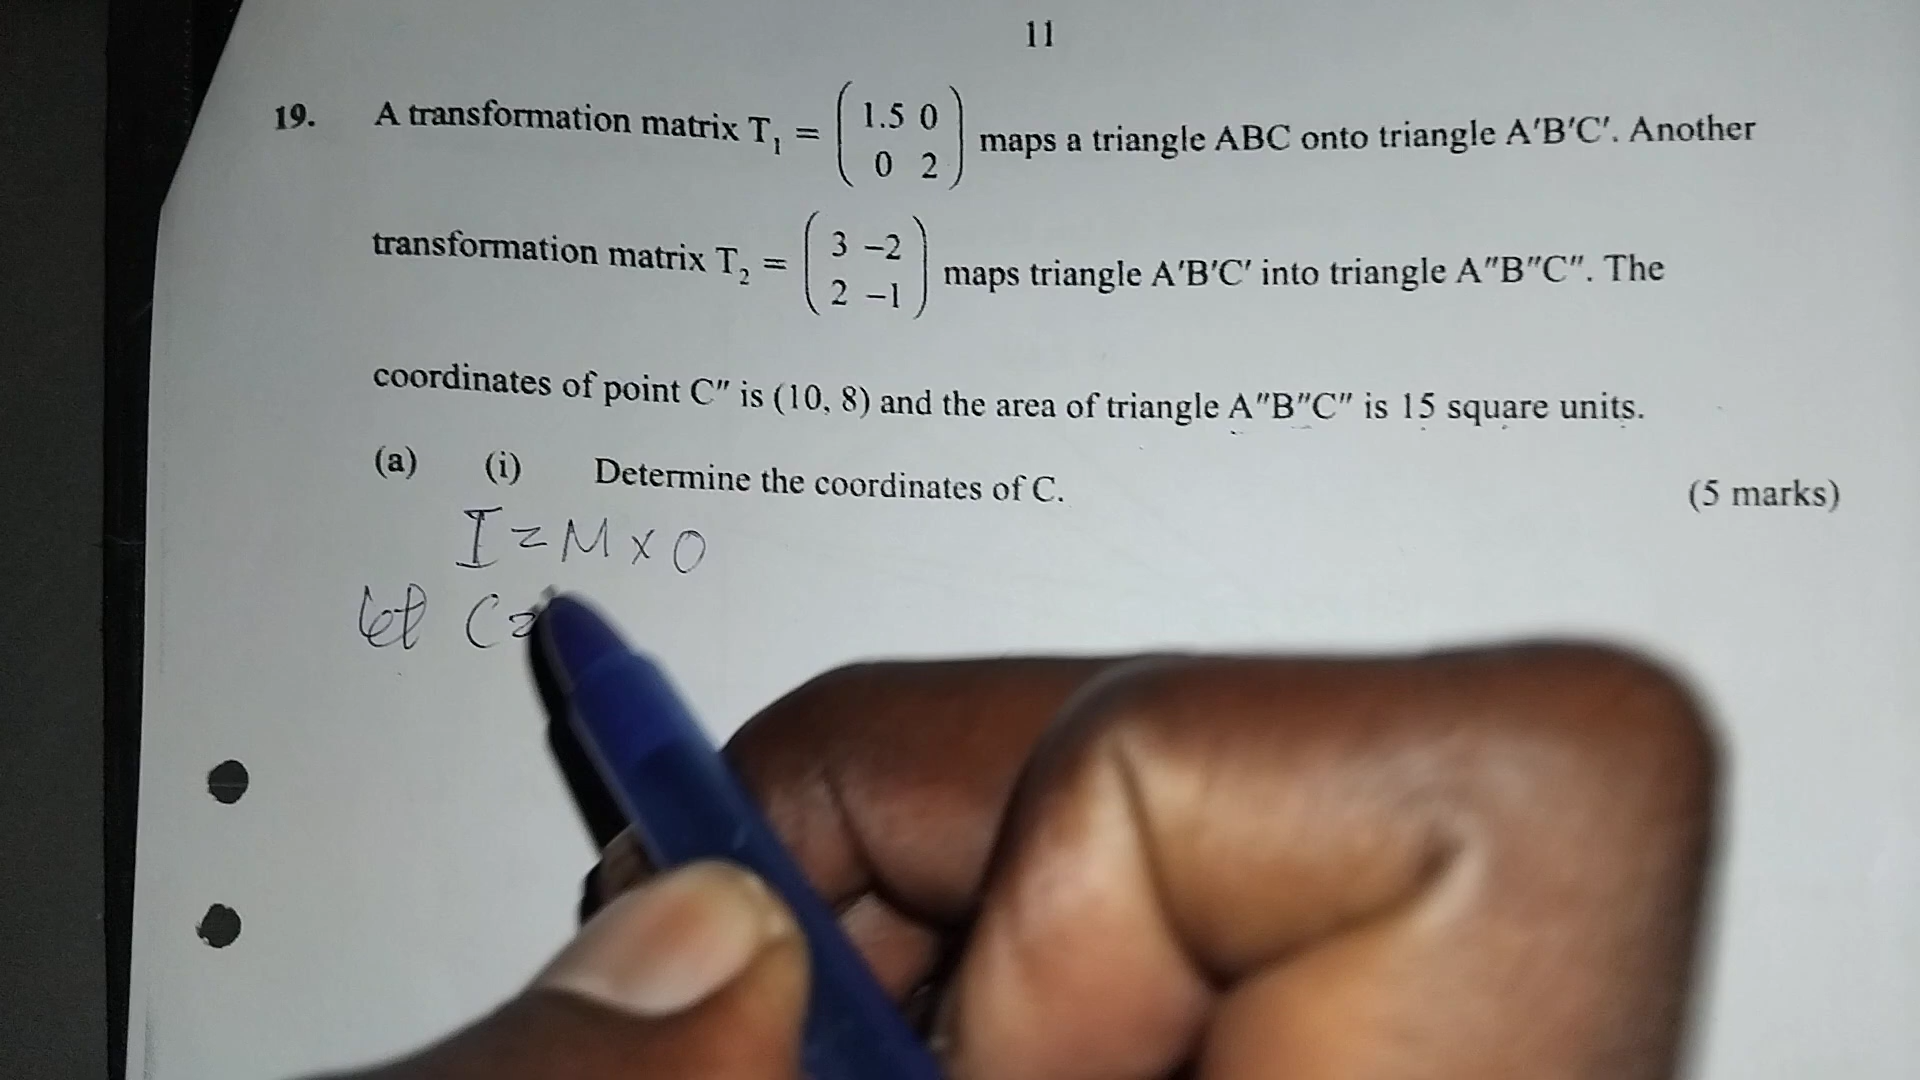 11
19. A transformation matrix T₁ = ( 1.5 0 ) maps a triangle ABC onto triangle A′B′C′. Another
( 0 2 )
transformation matrix T₂ = ( 3 −2 ) maps triangle A′B′C′ into triangle A″B″C″. The
( 2 −1 )
coordinates of point C″ is (10, 8) and the area of triangle A″B″C″ is 15 square units.
(a) (i) Determine the coordinates of C. (5 marks)
I = M × O
let C =